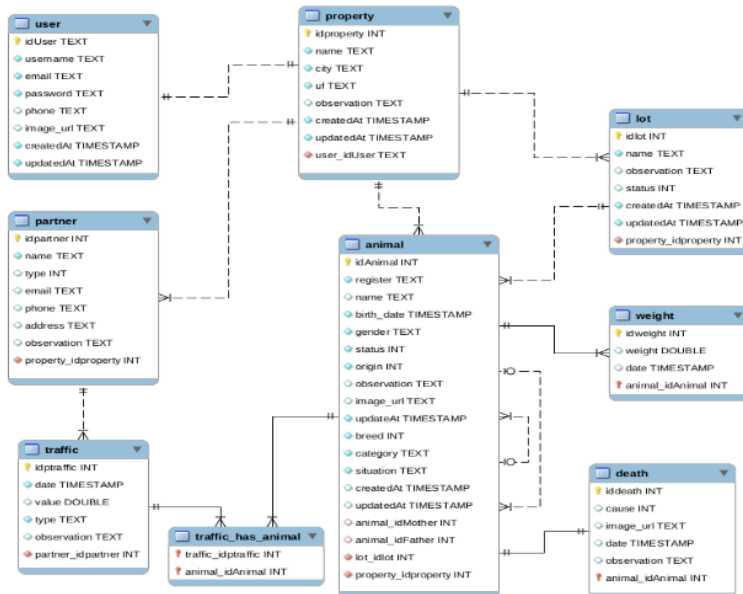 user
idUser TEXT
username TEXT
email TEXT
password TEXT
phone TEXT
image_url TEXT
createdAt TIMESTAMP
updatedAt TIMESTAMP
property
idproperty INT
name TEXT
city TEXT
uf TEXT
observation TEXT
createdAt TIMESTAMP
updatedAt TIMESTAMP
user_idUser TEXT
lot
idlot INT
name TEXT
observation TEXT
status INT
createdAt TIMESTAMP
updatedAt TIMESTAMP
property_idproperty INT
partner
idpartner INT
name TEXT
type INT
email TEXT
phone TEXT
address TEXT
observation TEXT
property_idproperty INT
animal
idAnimal INT
register TEXT
name TEXT
birth_date TIMESTAMP
gender TEXT
status INT
origin INT
observation TEXT
image_url TEXT
updateAt TIMESTAMP
breed INT
category TEXT
situation TEXT
createdAt TIMESTAMP
updatedAt TIMESTAMP
animal_idMother INT
animal_idFather INT
lot_idlot INT
property_idproperty INT
weight
idweight INT
weight DOUBLE
date TIMESTAMP
animal_idAnimal INT
traffic
idptraffic INT
date TIMESTAMP
value DOUBLE
type TEXT
observation TEXT
partner_idpartner INT
traffic_has_animal
traffic_idptraffic INT
animal_idAnimal INT
death
iddeath INT
cause INT
image_url TEXT
date TIMESTAMP
observation TEXT
animal_idAnimal INT